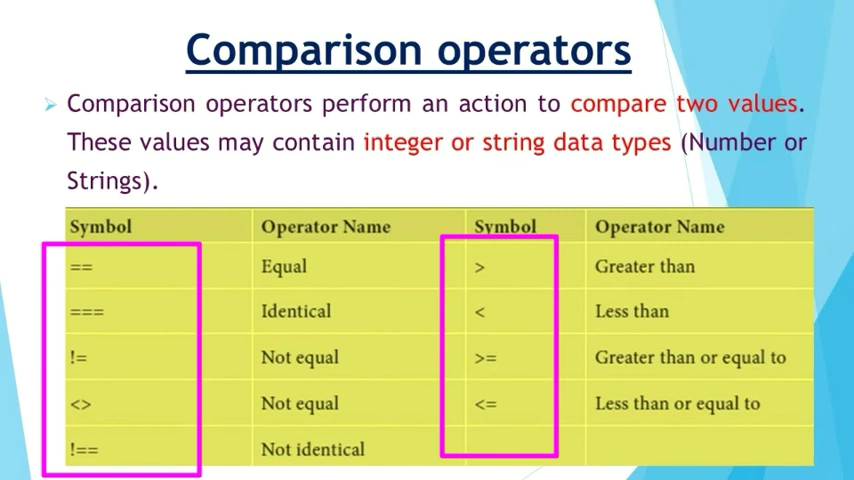 Comparison operators
Comparison operators perform an action to compare two values.
These values may contain integer or string data types (Number or
Strings).
Symbol Operator Name Symbol Operator Name
== Equal > Greater than
=== Identical < Less than
!= Not equal >= Greater than or equal to
<> Not equal <= Less than or equal to
!== Not identical